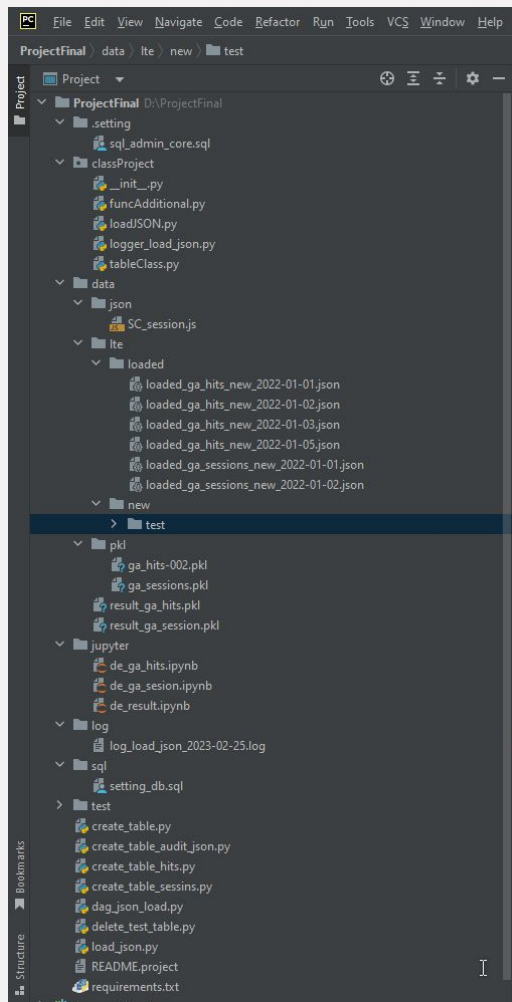 PC File Edit View Navigate Code Refactor Run Tools VCS Window Help
ProjectFinal data lte new test
Project
Project
ProjectFinal D:\ProjectFinal
.setting
sql_admin_core.sql
classProject
__init__.py
funcAdditional.py
loadJSON.py
logger_load_json.py
tableClass.py
data
json
SC_session.js
lte
loaded
loaded_ga_hits_new_2022-01-01.json
loaded_ga_hits_new_2022-01-02.json
loaded_ga_hits_new_2022-01-03.json
loaded_ga_hits_new_2022-01-05.json
loaded_ga_sessions_new_2022-01-01.json
loaded_ga_sessions_new_2022-01-02.json
new
test
pkl
ga_hits-002.pkl
ga_sessions.pkl
result_ga_hits.pkl
result_ga_session.pkl
jupyter
de_ga_hits.ipynb
de_ga_sesion.ipynb
de_result.ipynb
log
log_load_json_2023-02-25.log
sql
setting_db.sql
test
create_table.py
create_table_audit_json.py
create_table_hits.py
create_table_sessins.py
dag_json_load.py
delete_test_table.py
load_json.py
README.project
requirements.txt
Bookmarks
Structure